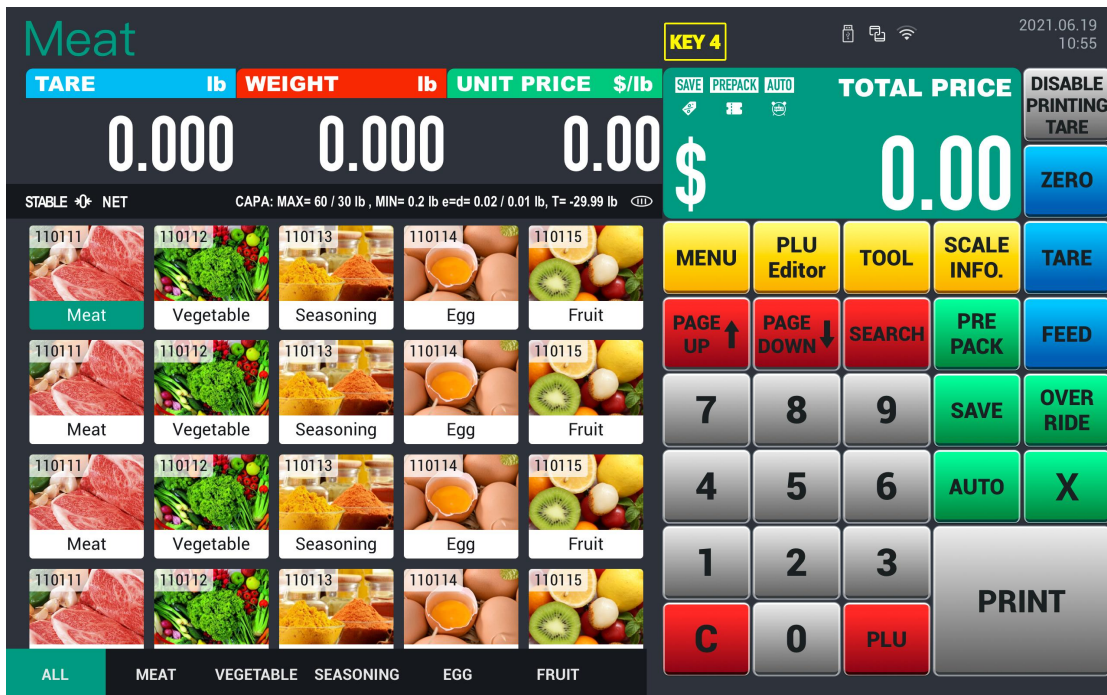 Meat
KEY 4
2021.06.19
10:55
TARE lb WEIGHT lb UNIT PRICE $/lb
0.000 0.000 0.00
STABLE 0 NET CAPA: MAX= 60 / 30 lb , MIN= 0.2 lb e=d= 0.02 / 0.01 lb, T= -29.99 lb
SAVE PREPACK AUTO TOTAL PRICE
$ 0.00
DISABLE
PRINTING
TARE
ZERO
110111 110112 110113 110114 110115
Meat Vegetable Seasoning Egg Fruit
110111 110112 110113 110114 110115
Meat Vegetable Seasoning Egg Fruit
110111 110112 110113 110114 110115
Meat Vegetable Seasoning Egg Fruit
110111 110112 110113 110114 110115
ALL MEAT VEGETABLE SEASONING EGG FRUIT
MENU
PLU
Editor
TOOL
SCALE
INFO.
TARE
PAGE
UP
PAGE
DOWN
SEARCH
PRE
PACK
FEED
7 8 9 SAVE
OVER
RIDE
4 5 6 AUTO X
1 2 3
PRINT
C 0 PLU